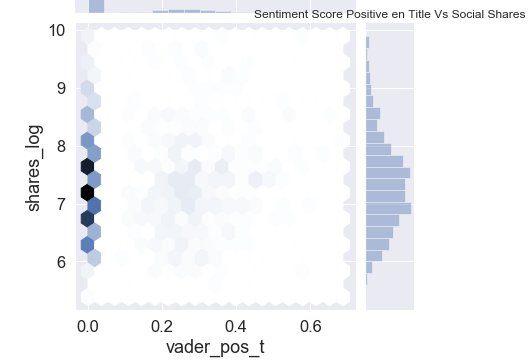 Sentiment Score Positive en Title Vs Social Shares
10
9
8
7
6
shares_log
0.0 0.2 0.4 0.6
vader_pos_t